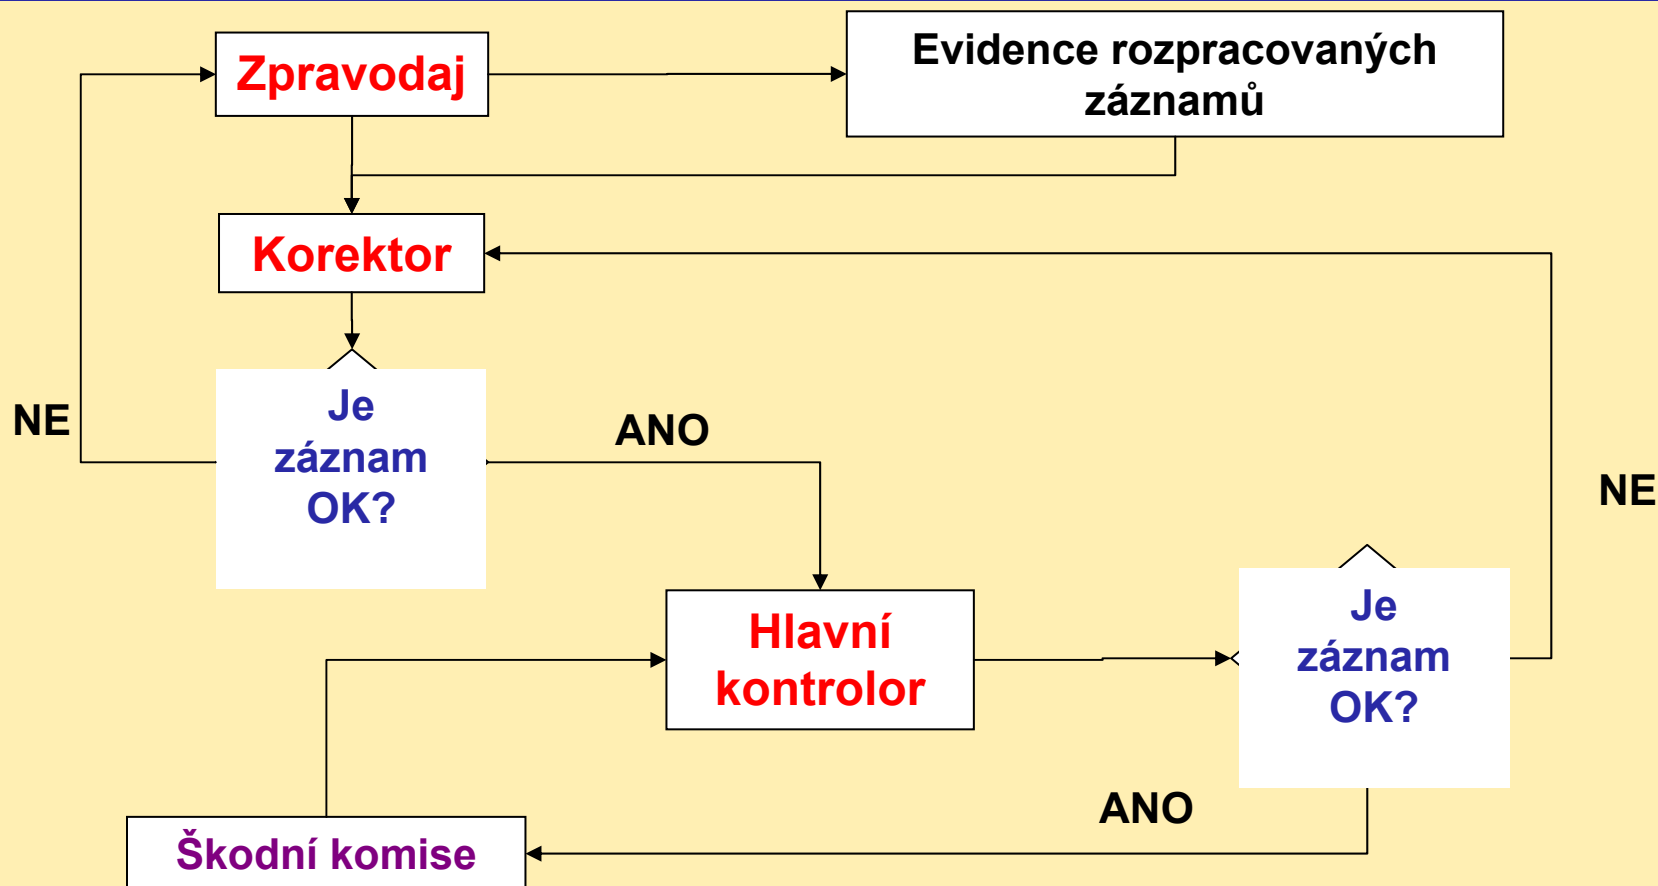 Zpravodaj
Evidence rozpracovaných
záznamů
Korektor
NE
Je
záznam
OK?
ANO
NE
Hlavní
kontrolor
Je
záznam
OK?
ANO
Škodní komise